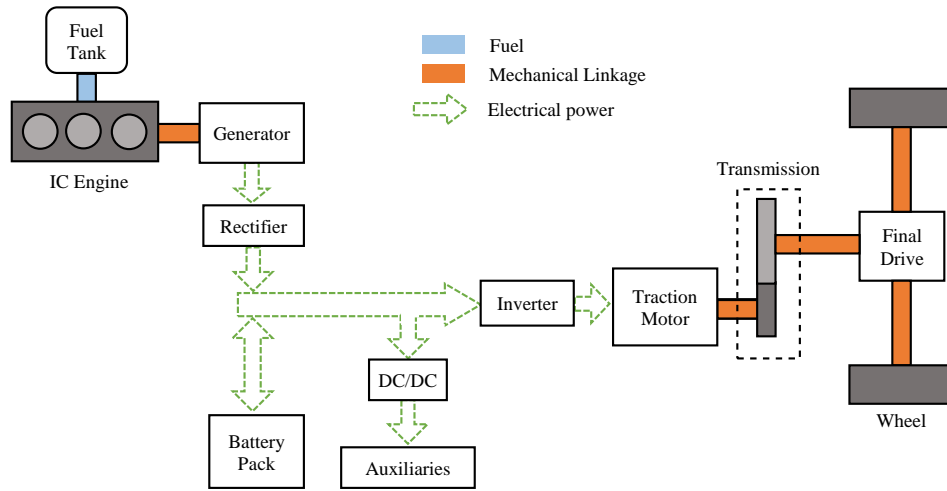 Fuel
Tank
Fuel
Mechanical Linkage
Electrical power
Generator
IC Engine
Transmission
Rectifier
Final
Drive
Inverter
Traction
Motor
DC/DC
Wheel
Battery
Pack
Auxiliaries